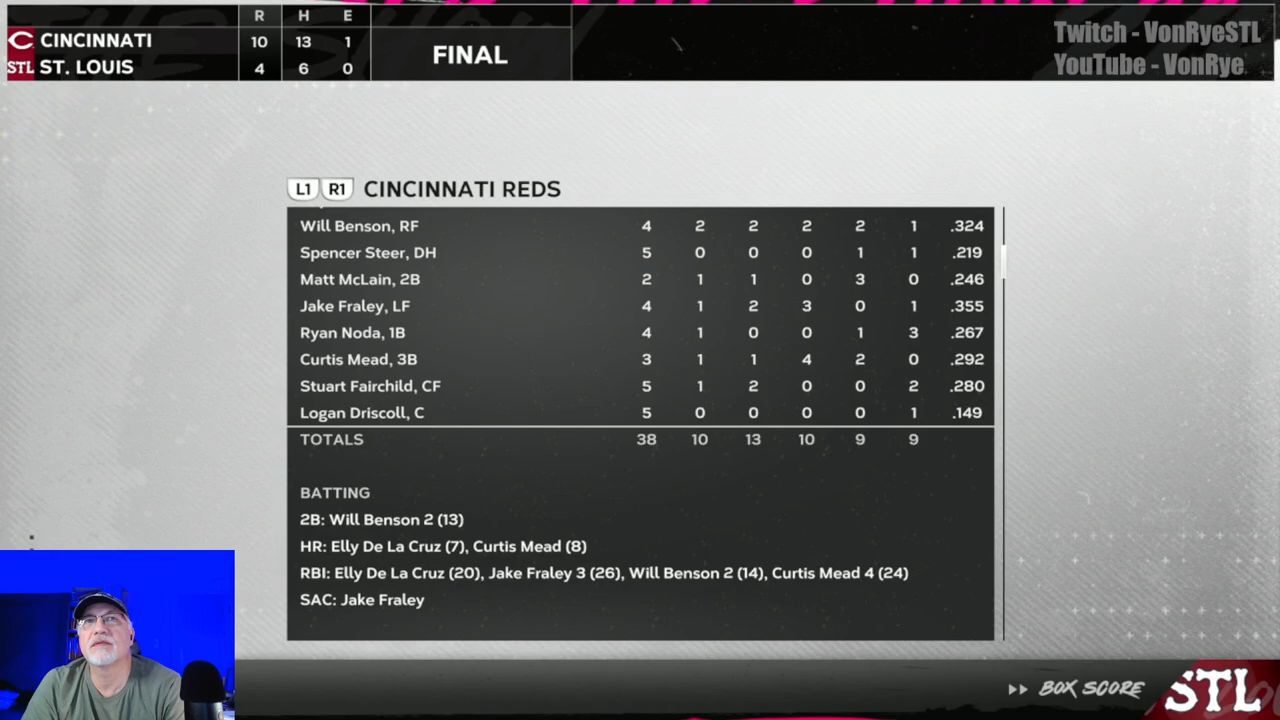 R H E
CINCINNATI 10 13 1
STL ST. LOUIS 4 6 0
FINAL
Twitch - VonRyeSTL
YouTube - VonRye
L1 R1 CINCINNATI REDS
Will Benson, RF 4 2 2 2 2 1 .324
Spencer Steer, DH 5 0 0 0 1 1 .219
Matt McLain, 2B 2 1 1 0 3 0 .246
Jake Fraley, LF 4 1 2 3 0 1 .355
Ryan Noda, 1B 4 1 0 0 1 3 .267
Curtis Mead, 3B 3 1 1 4 2 0 .292
Stuart Fairchild, CF 5 1 2 0 0 2 .280
Logan Driscoll, C 5 0 0 0 0 1 .149
TOTALS 38 10 13 10 9 9
BATTING
2B: Will Benson 2 (13)
HR: Elly De La Cruz (7), Curtis Mead (8)
RBI: Elly De La Cruz (20), Jake Fraley 3 (26), Will Benson 2 (14), Curtis Mead 4 (24)
SAC: Jake Fraley
BOX SCORE
STL